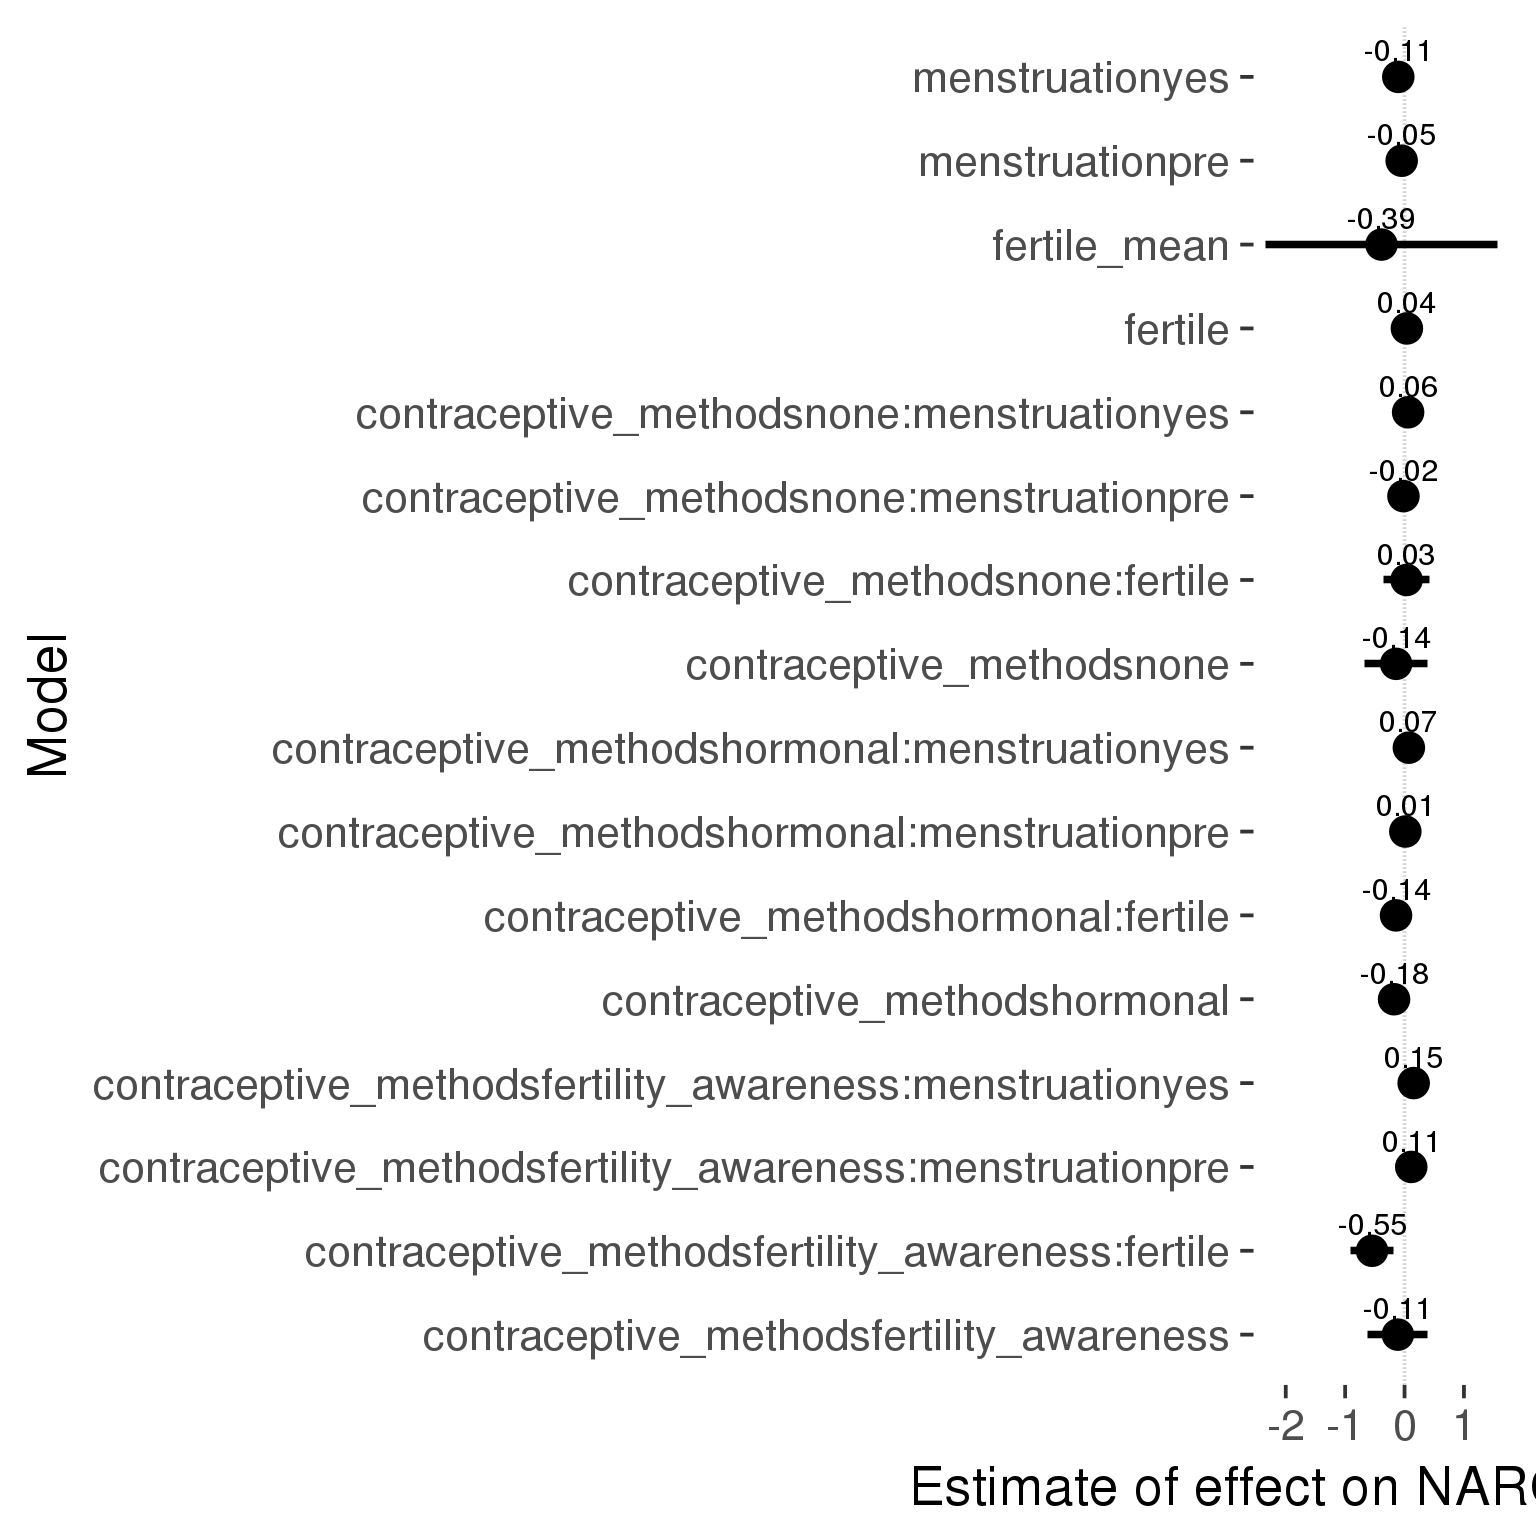 -0.11
menstruationyes
-0.05
menstruationpre
-0.39
fertile_mean
0.04
fertile
0.06
contraceptive_methodsnone:menstruationyes
-0.02
contraceptive_methodsnone:menstruationpre
0.03
contraceptive_methodsnone:fertile
-0.14
contraceptive_methodsnone
0.07
contraceptive_methodshormonal:menstruationyes
0.01
contraceptive_methodshormonal:menstruationpre
-0.14
contraceptive_methodshormonal:fertile
-0.18
contraceptive_methodshormonal
0.15
contraceptive_methodsfertility_awareness:menstruationyes
0.11
contraceptive_methodsfertility_awareness:menstruationpre
-0.55
contraceptive_methodsfertility_awareness:fertile
-0.11
contraceptive_methodsfertility_awareness
Model
-2 -1 0 1
Estimate of effect on